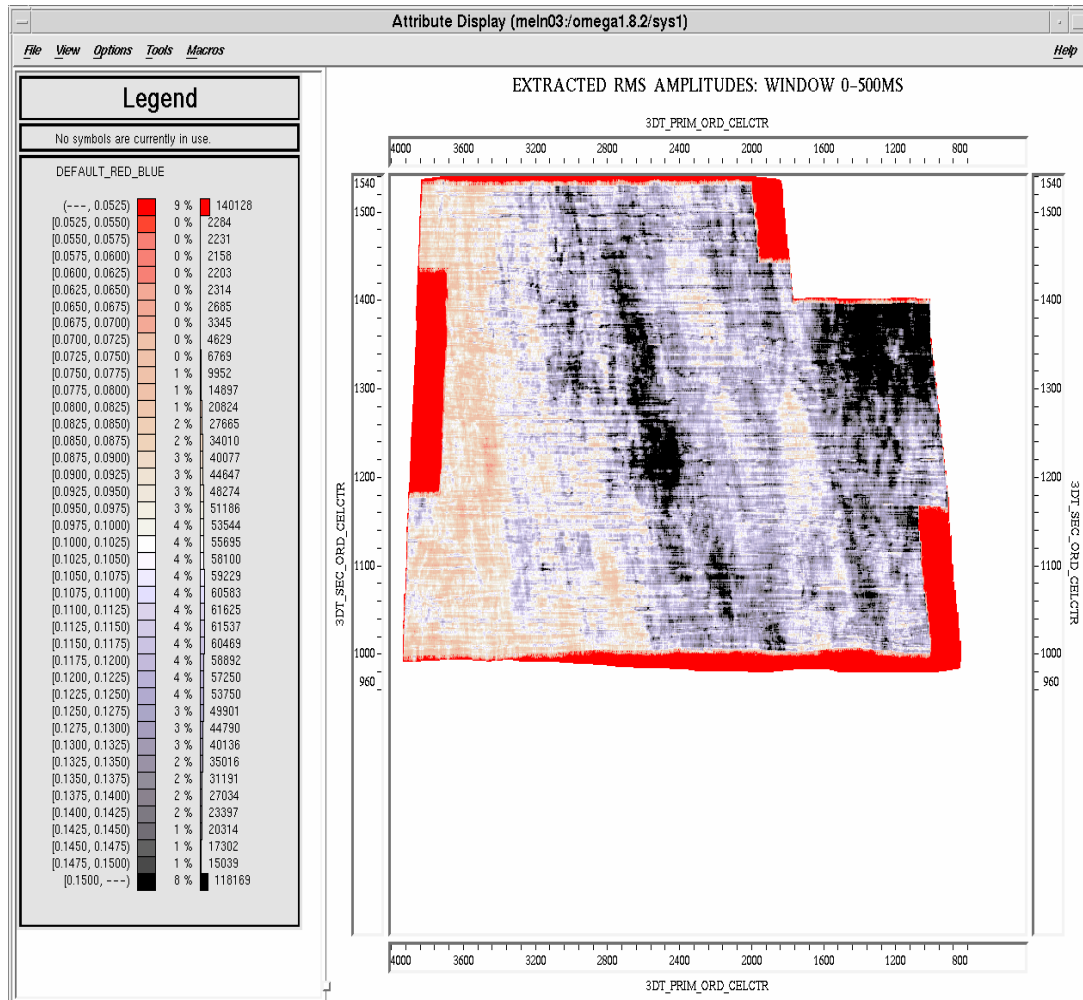 Attribute Display (meln03:/omega1.8.2/sys1)
File View Options Tools Macros Help
Legend
No symbols are currently in use.
DEFAULT_RED_BLUE
(---, 0.0525) 9 % 140128
[0.0525, 0.0550) 0 % 2284
[0.0550, 0.0575) 0 % 2231
[0.0575, 0.0600) 0 % 2158
[0.0600, 0.0625) 0 % 2203
[0.0625, 0.0650) 0 % 2314
[0.0650, 0.0675) 0 % 2685
[0.0675, 0.0700) 0 % 3345
[0.0700, 0.0725) 0 % 4629
[0.0725, 0.0750) 0 % 6769
[0.0750, 0.0775) 1 % 9952
[0.0775, 0.0800) 1 % 14897
[0.0800, 0.0825) 1 % 20824
[0.0825, 0.0850) 2 % 27665
[0.0850, 0.0875) 2 % 34010
[0.0875, 0.0900) 3 % 40077
[0.0900, 0.0925) 3 % 44647
[0.0925, 0.0950) 3 % 48274
[0.0950, 0.0975) 3 % 51186
[0.0975, 0.1000) 4 % 53544
[0.1000, 0.1025) 4 % 55695
[0.1025, 0.1050) 4 % 58100
[0.1050, 0.1075) 4 % 59229
[0.1075, 0.1100) 4 % 60583
[0.1100, 0.1125) 4 % 61625
[0.1125, 0.1150) 4 % 61537
[0.1150, 0.1175) 4 % 60469
[0.1175, 0.1200) 4 % 58892
[0.1200, 0.1225) 4 % 57250
[0.1225, 0.1250) 4 % 53750
[0.1250, 0.1275) 3 % 49901
[0.1275, 0.1300) 3 % 44790
[0.1300, 0.1325) 3 % 40136
[0.1325, 0.1350) 2 % 35016
[0.1350, 0.1375) 2 % 31191
[0.1375, 0.1400) 2 % 27034
[0.1400, 0.1425) 2 % 23397
[0.1425, 0.1450) 1 % 20314
[0.1450, 0.1475) 1 % 17302
[0.1475, 0.1500) 1 % 15039
[0.1500, ---) 8 % 118169
EXTRACTED RMS AMPLITUDES: WINDOW 0-500MS
3DT_PRIM_ORD_CELCTR
4000 3600 3200 2800 2400 2000 1600 1200 800
3DT_SEC_ORD_CELCTR
1540
1500
1400
1300
1200
1100
1000
960
1540
1500
1400
1300
1200
1100
1000
960
3DT_SEC_ORD_CELCTR
4000 3600 3200 2800 2400 2000 1600 1200 800
3DT_PRIM_ORD_CELCTR